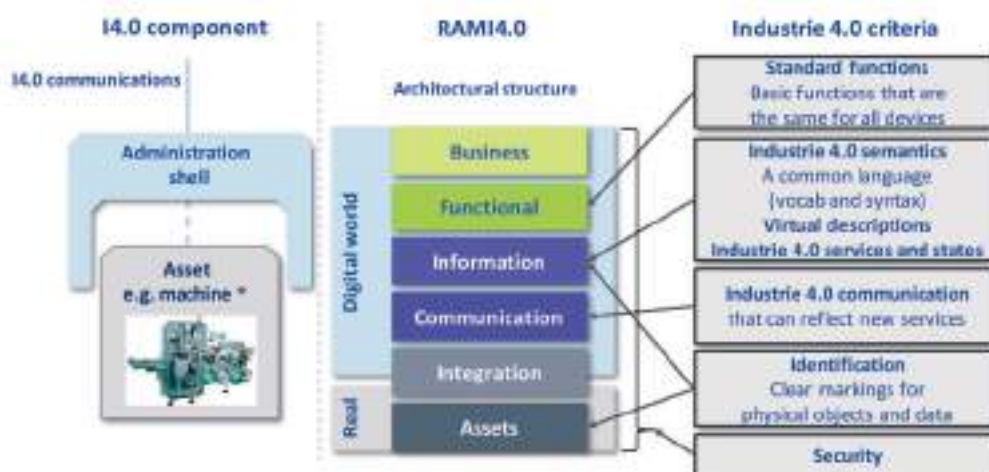 I4.0 component
I4.0 communications
Administration
shell
Asset
e.g. machine *
RAMI4.0
Architectural structure
Digital world
Business
Functional
Information
Communication
Integration
Real
Assets
Industrie 4.0 criteria
Standard functions
Basic functions that are
the same for all devices
Industrie 4.0 semantics
A common language
(vocab and syntax)
Virtual descriptions
Industrie 4.0 services and states
Industrie 4.0 communication
that can reflect new services
Identification
Clear markings for
physical objects and data
Security